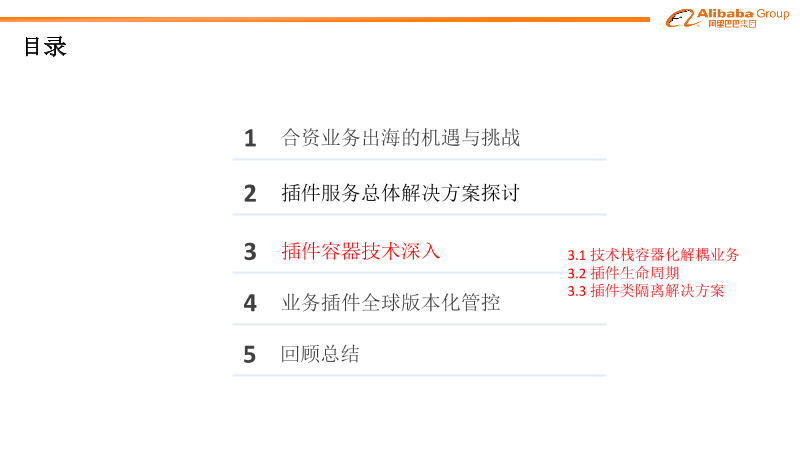 Alibaba Group
阿里巴巴集团
目录
1 合资业务出海的机遇与挑战
2 插件服务总体解决方案探讨
3 插件容器技术深入
3.1 技术栈容器化解耦业务
3.2 插件生命周期
3.3 插件类隔离解决方案
4 业务插件全球版本化管控
5 回顾总结